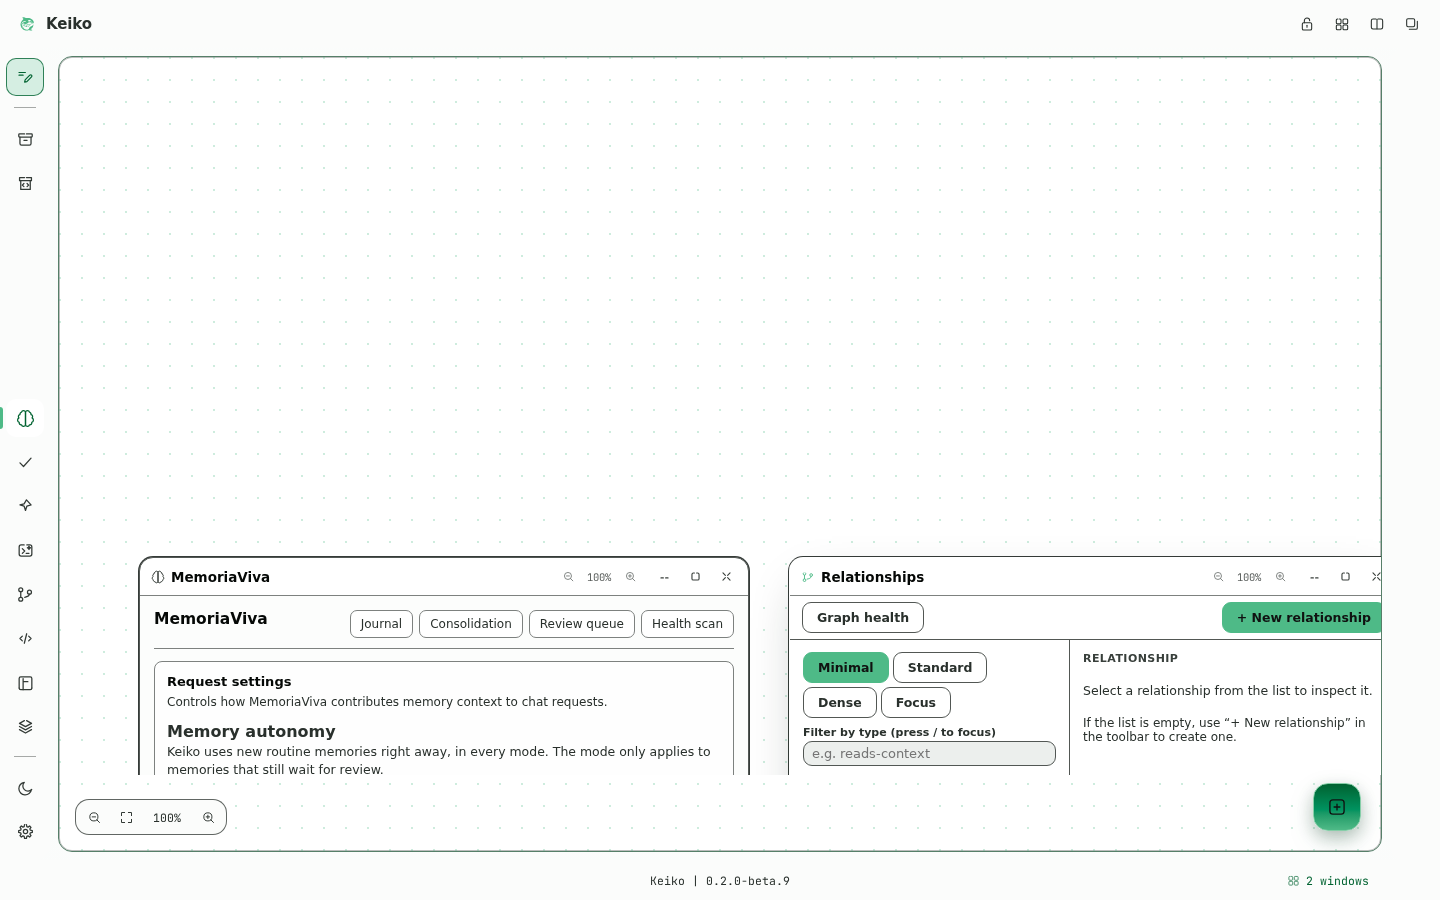 Keiko
MemoriaViva
100%
--
MemoriaViva
Journal
Consolidation
Review queue
Health scan
Request settings
Controls how MemoriaViva contributes memory context to chat requests.
Memory autonomy
Keiko uses new routine memories right away, in every mode. The mode only applies to
memories that still wait for review.
Relationships
100%
--
Graph health
+ New relationship
Minimal
Standard
Dense
Focus
Filter by type (press / to focus)
e.g. reads-context
RELATIONSHIP
Select a relationship from the list to inspect it.
If the list is empty, use “+ New relationship” in
the toolbar to create one.
100%
Keiko | 0.2.0-beta.9
2 windows